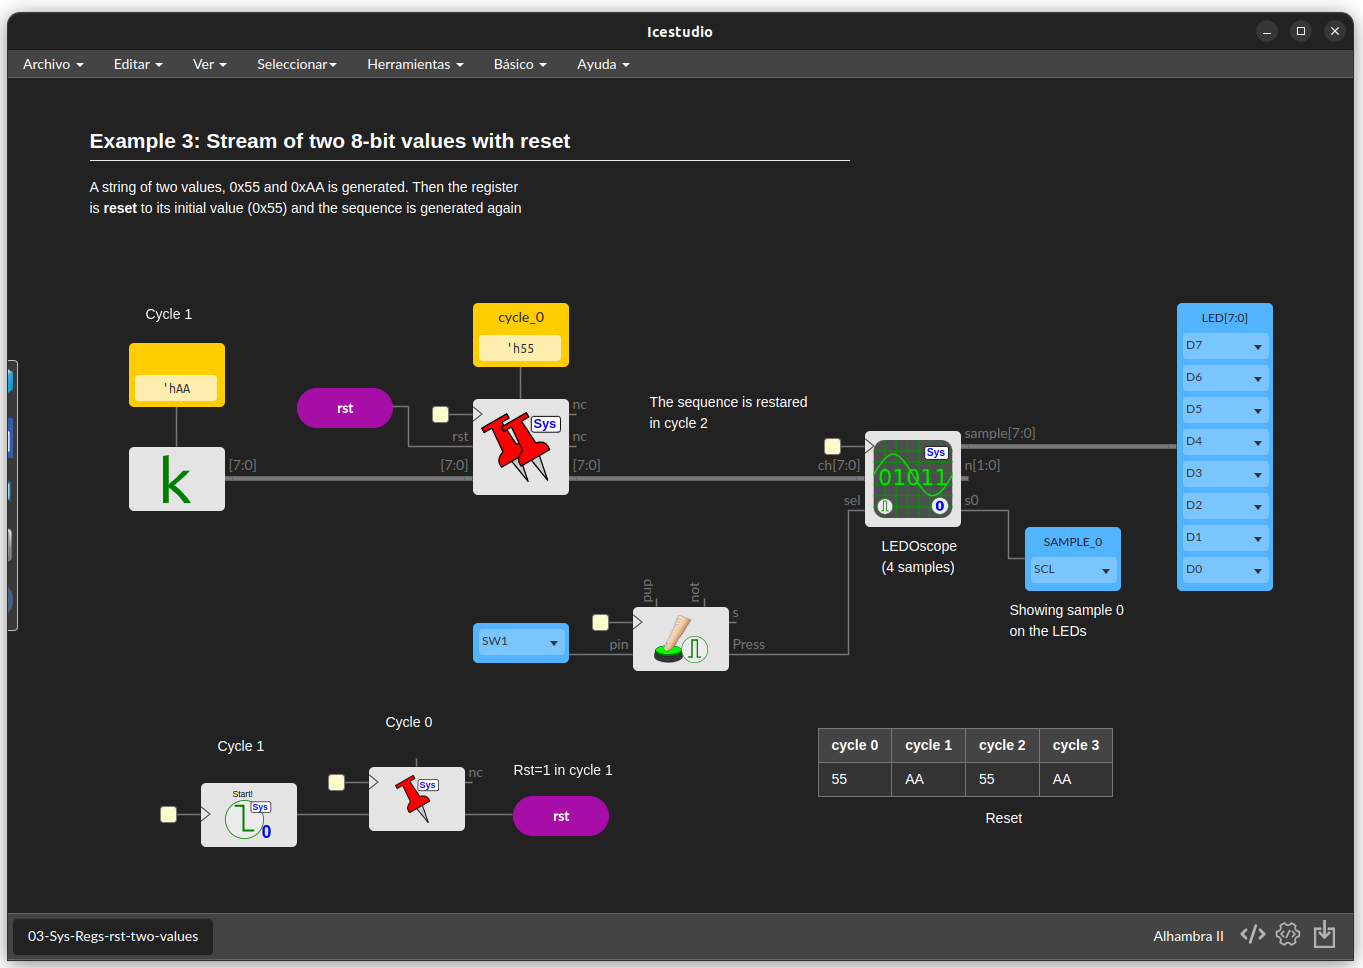 Icestudio
Archivo Editar Ver Seleccionar Herramientas Básico Ayuda
Example 3: Stream of two 8-bit values with reset
A string of two values, 0x55 and 0xAA is generated. Then the register
is reset to its initial value (0x55) and the sequence is generated again
Cycle 1
'hAA
k
[7:0]
rst
cycle_0
'h55
Sys
nc
rst
nc
[7:0]
[7:0]
The sequence is restared
in cycle 2
ch[7:0]
sel
Sys
01011
0
sample[7:0]
n[1:0]
s0
LEDOscope
(4 samples)
SAMPLE_0
SCL
Showing sample 0
on the LEDs
LED[7:0]
D7
D6
D5
D4
D3
D2
D1
D0
SW1
pup
not
pin
s
Press
Cycle 1
Start!
Sys
0
Cycle 0
Sys
nc
Rst=1 in cycle 1
rst
cycle 0 cycle 1 cycle 2 cycle 3
55 AA 55 AA
Reset
03-Sys-Regs-rst-two-values
Alhambra II